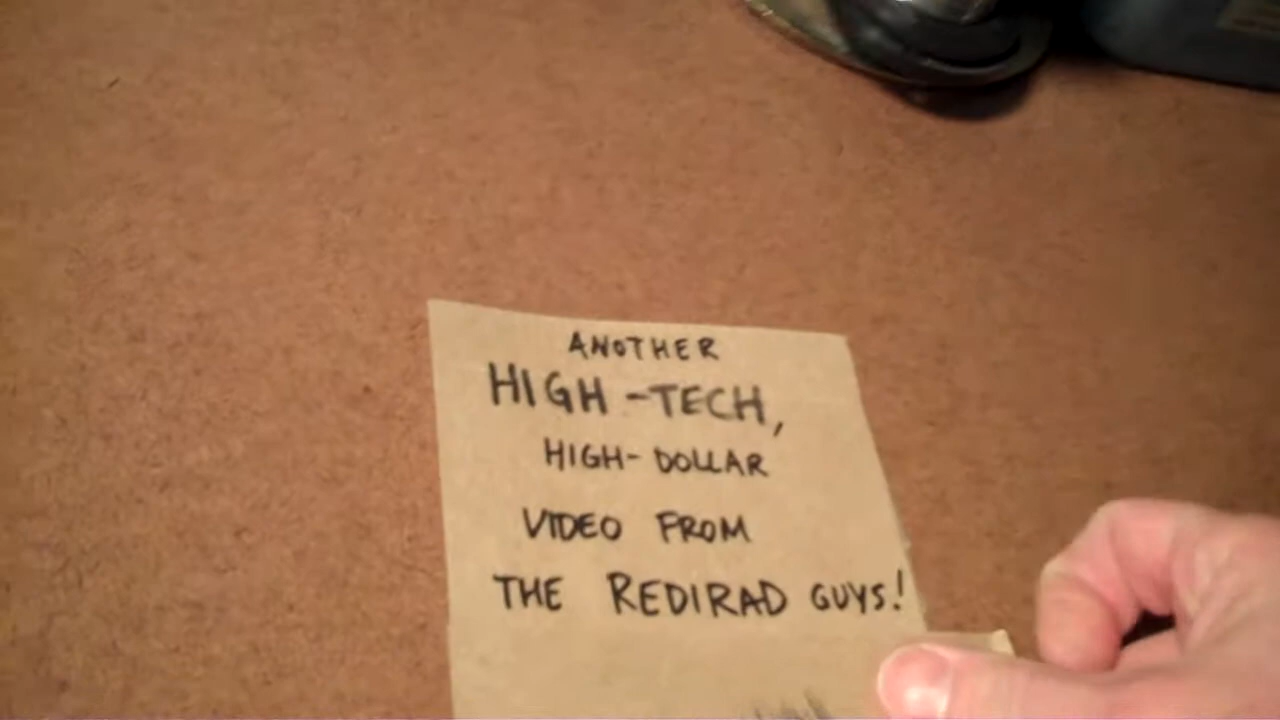 ANOTHER
HIGH-TECH,
HIGH-DOLLAR
VIDEO FROM
THE REDIRAD GUYS!